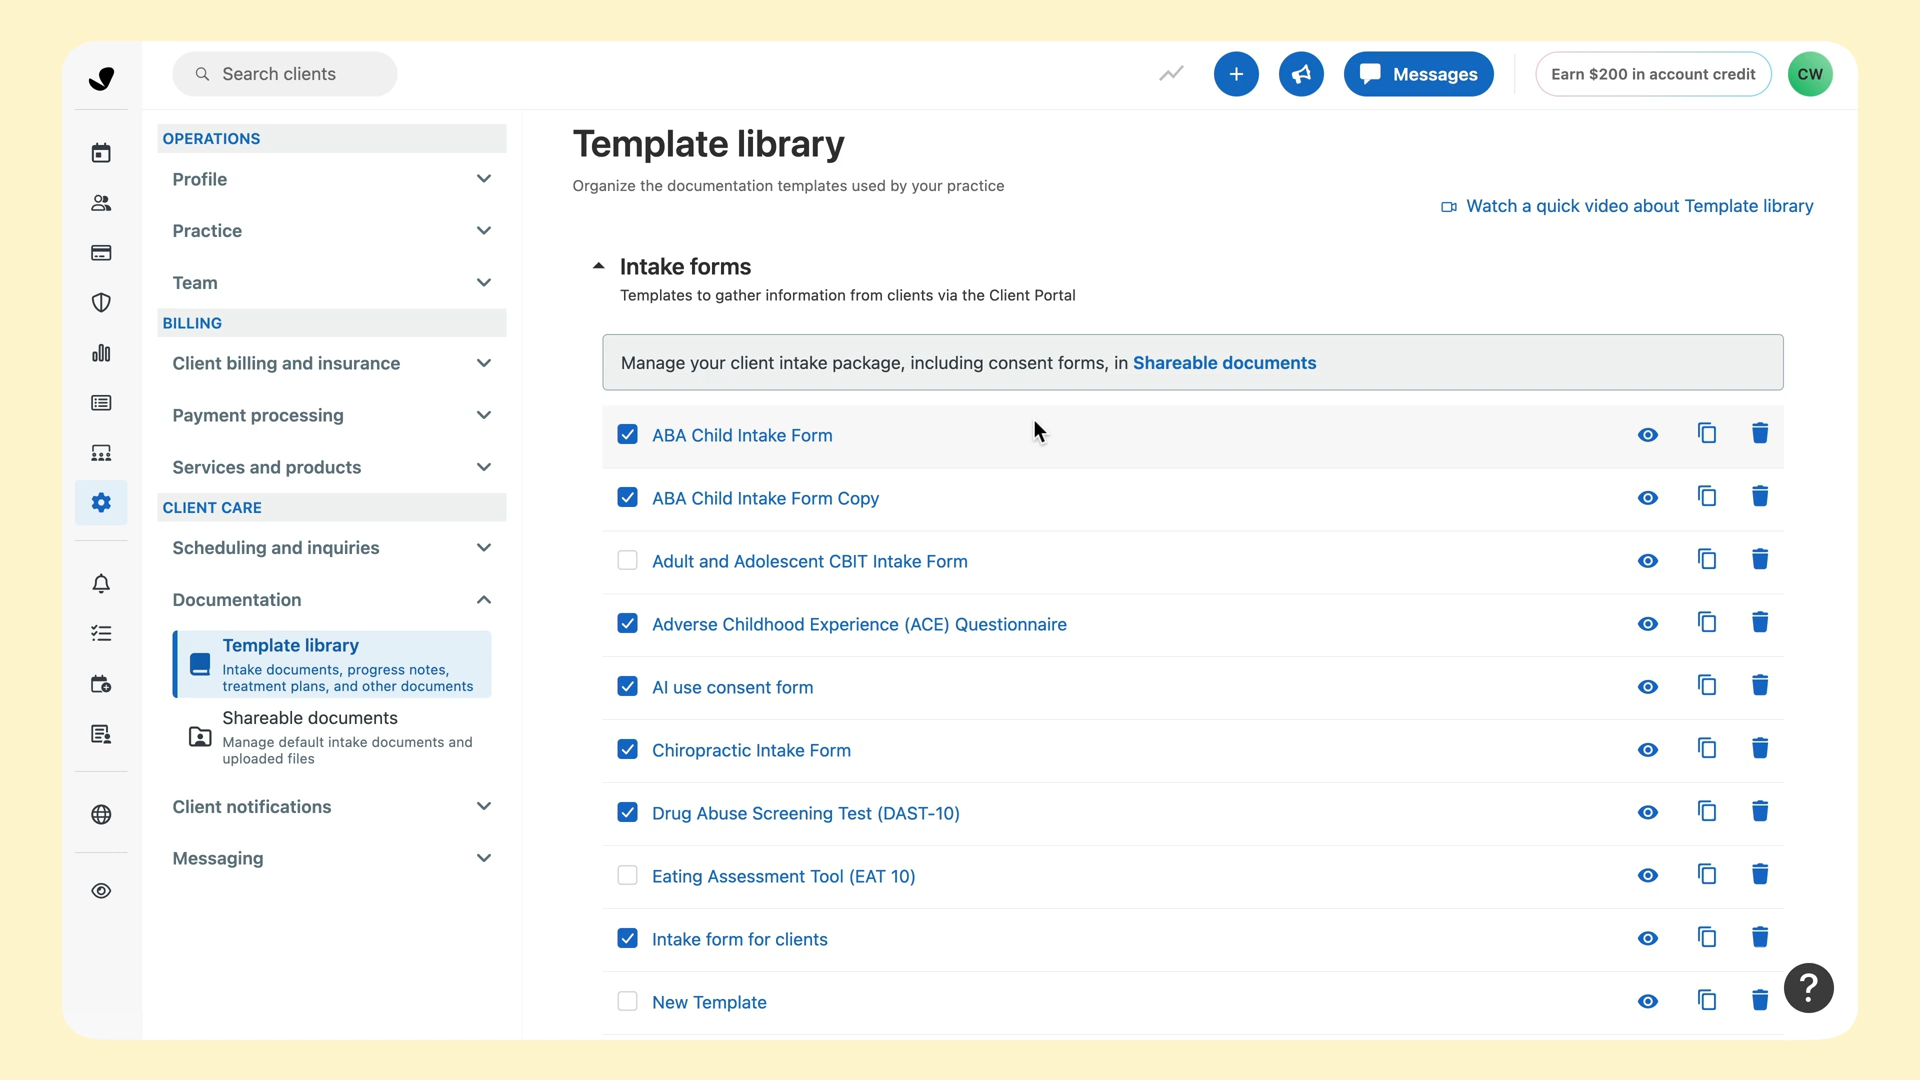 Search clients
+
Messages
Earn $200 in account credit
CW
OPERATIONS
Profile
Practice
Team
BILLING
Client billing and insurance
Payment processing
Services and products
CLIENT CARE
Scheduling and inquiries
Documentation
Template library
Intake documents, progress notes,
treatment plans, and other documents
Shareable documents
Manage default intake documents and
uploaded files
Client notifications
Messaging
Template library
Organize the documentation templates used by your practice
Watch a quick video about Template library
Intake forms
Templates to gather information from clients via the Client Portal
Manage your client intake package, including consent forms, in Shareable documents
ABA Child Intake Form
ABA Child Intake Form Copy
Adult and Adolescent CBIT Intake Form
Adverse Childhood Experience (ACE) Questionnaire
AI use consent form
Chiropractic Intake Form
Drug Abuse Screening Test (DAST-10)
Eating Assessment Tool (EAT 10)
Intake form for clients
New Template
?